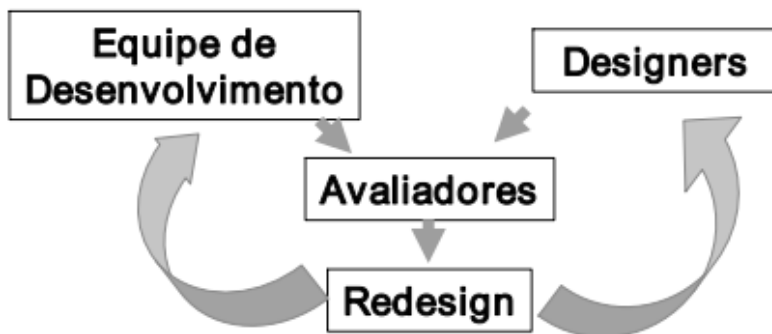 Equipe de
Desenvolvimento
Designers
Avaliadores
Redesign